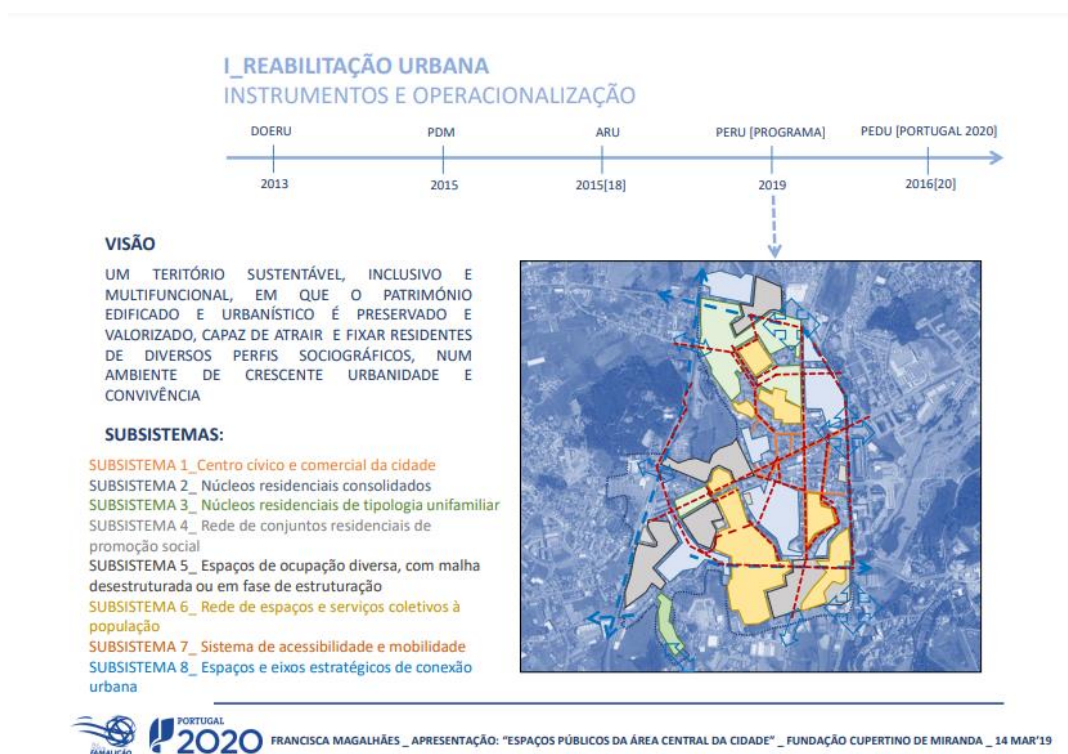 I_REABILITAÇÃO URBANA
INSTRUMENTOS E OPERACIONALIZAÇÃO
DOERU PDM ARU PERU [PROGRAMA] PEDU [PORTUGAL 2020]
2013 2015 2015[18] 2019 2016[20]
VISÃO
UM TERITÓRIO SUSTENTÁVEL, INCLUSIVO E
MULTIFUNCIONAL, EM QUE O PATRIMÓNIO
EDIFICADO E URBANÍSTICO É PRESERVADO E
VALORIZADO, CAPAZ DE ATRAIR E FIXAR RESIDENTES
DE DIVERSOS PERFIS SOCIOGRÁFICOS, NUM
AMBIENTE DE CRESCENTE URBANIDADE E
CONVIVÊNCIA
SUBSISTEMAS:
SUBSISTEMA 1_Centro cívico e comercial da cidade
SUBSISTEMA 2_ Núcleos residenciais consolidados
SUBSISTEMA 3_ Núcleos residenciais de tipologia unifamiliar
SUBSISTEMA 4_ Rede de conjuntos residenciais de
promoção social
SUBSISTEMA 5_ Espaços de ocupação diversa, com malha
desestruturada ou em fase de estruturação
SUBSISTEMA 6_ Rede de espaços e serviços coletivos à
população
SUBSISTEMA 7_ Sistema de acessibilidade e mobilidade
SUBSISTEMA 8_ Espaços e eixos estratégicos de conexão
urbana
FAMALICÃO
PORTUGAL
2020
FRANCISCA MAGALHÃES _ APRESENTAÇÃO: "ESPAÇOS PÚBLICOS DA ÁREA CENTRAL DA CIDADE" _ FUNDAÇÃO CUPERTINO DE MIRANDA _ 14 MAR'19